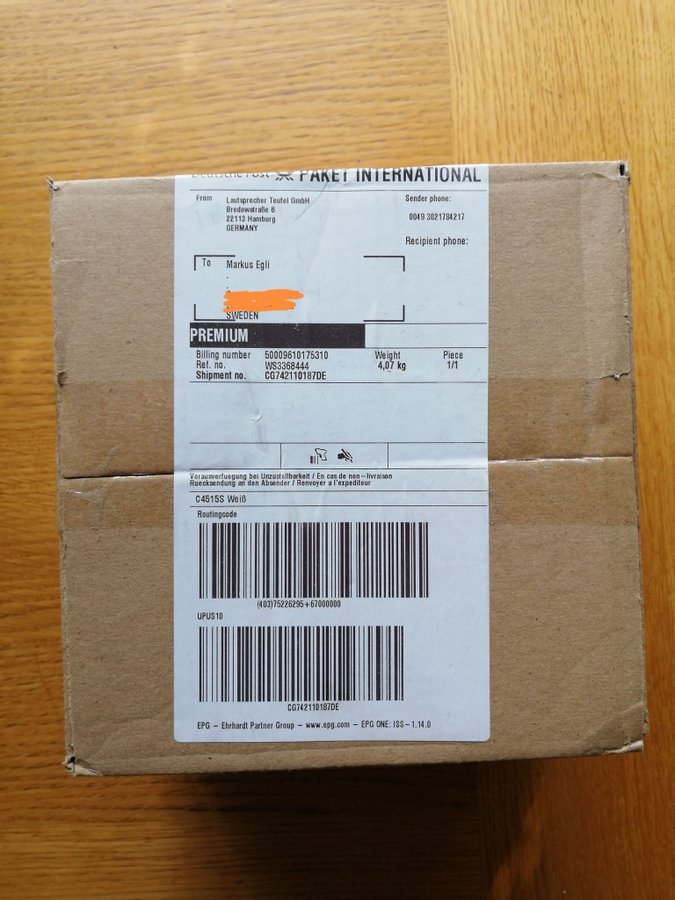 Deutsche Post PAKET INTERNATIONAL
From Lautsprecher Teufel GmbH
Bredowstraße 6
22113 Hamburg
GERMANY
Sender phone:
0049 3021784217
Recipient phone:
To Markus Egli
SWEDEN
PREMIUM
Billing number 50009610175310
Ref. no. WS3368444
Shipment no. CG742110187DE
Weight
4,07 kg
Piece
1/1
Vorausverfuegung bei Unzustellbarkeit / En cas de non-livraison
Ruecksendung an den Absender / Renvoyer a l'expediteur
C4515S Weiß
Routingcode
(403)75226295+67000000
UPUS10
CG742110187DE
EPG - Ehrhardt Partner Group - www.epg.com - EPG ONE: ISS-1.14.0